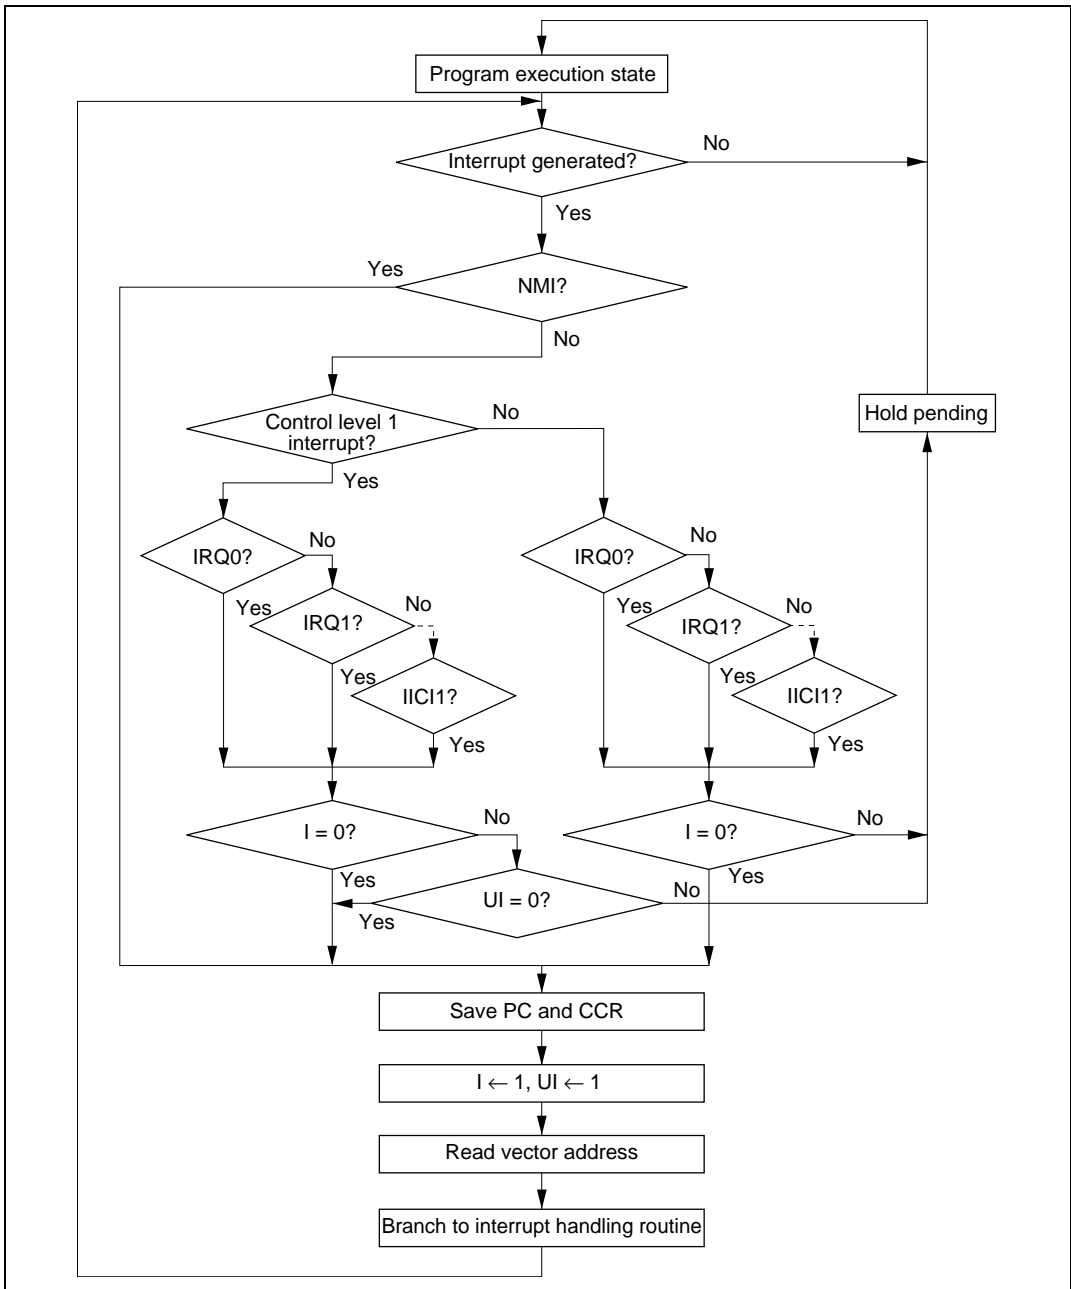 Program execution state
Interrupt generated?
No
Yes
NMI?
Yes
No
Hold pending
Control level 1
interrupt?
No
Yes
IRQ0?
No
Yes
IRQ1?
No
Yes
IICI1?
Yes
IRQ0?
No
Yes
IRQ1?
No
Yes
IICI1?
Yes
I = 0?
No
Yes
UI = 0?
No
Yes
I = 0?
No
Yes
Save PC and CCR
I ← 1, UI ← 1
Read vector address
Branch to interrupt handling routine